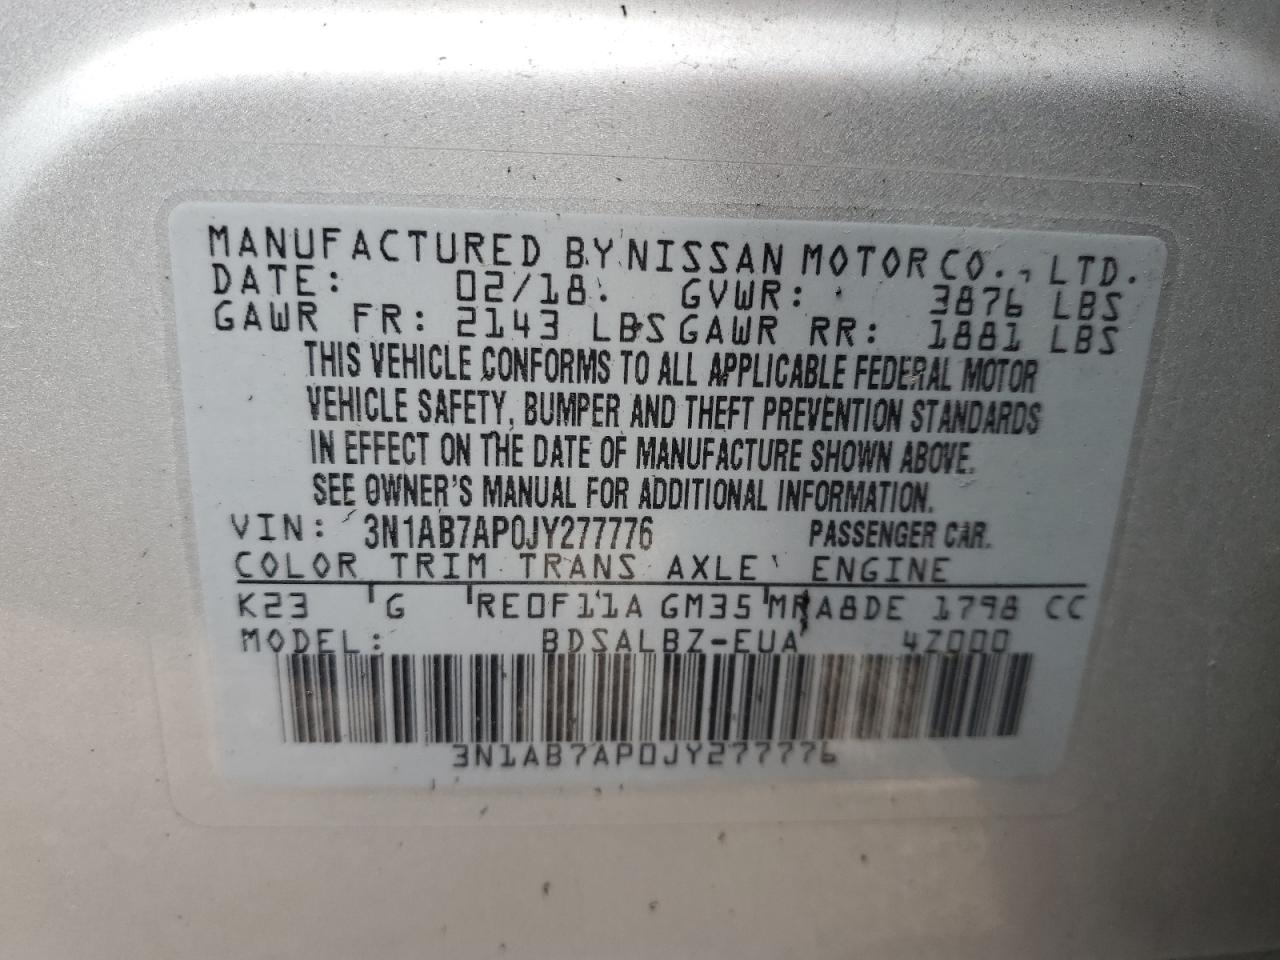 MANUFACTURED BY NISSAN MOTOR CO., LTD.
DATE: 02/18 GVWR: 3876 LBS
GAWR FR: 2143 LBS GAWR RR: 1881 LBS
THIS VEHICLE CONFORMS TO ALL APPLICABLE FEDERAL MOTOR
VEHICLE SAFETY, BUMPER AND THEFT PREVENTION STANDARDS
IN EFFECT ON THE DATE OF MANUFACTURE SHOWN ABOVE.
SEE OWNER'S MANUAL FOR ADDITIONAL INFORMATION.
VIN: 3N1AB7AP0JY277776 PASSENGER CAR.
COLOR TRIM TRANS AXLE ENGINE
K23 G RE0F11A GM35 MRA8DE 1798 CC
MODEL: BDSALBZ-EUA 4Z000
3N1AB7AP0JY277776